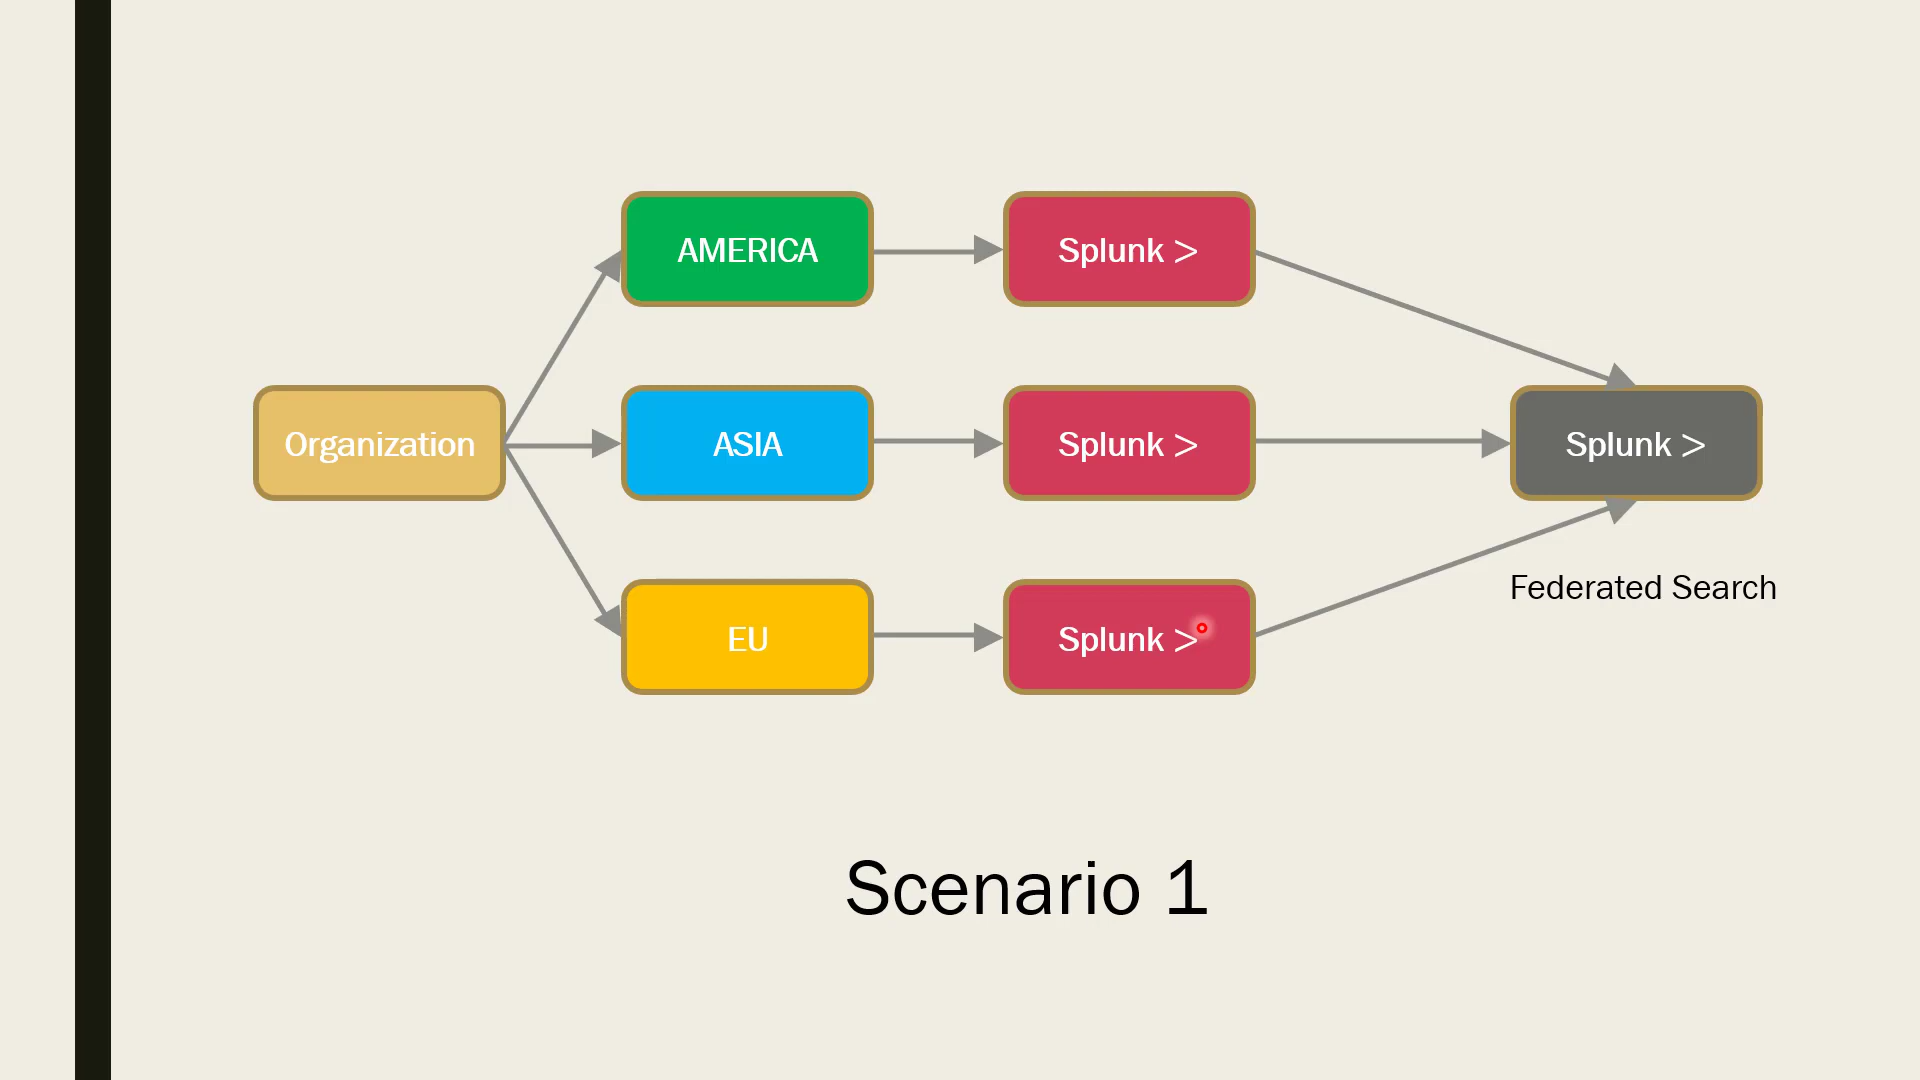 AMERICA
Splunk >
Organization
ASIA
Splunk >
Splunk >
EU
Splunk >
Federated Search
Scenario 1